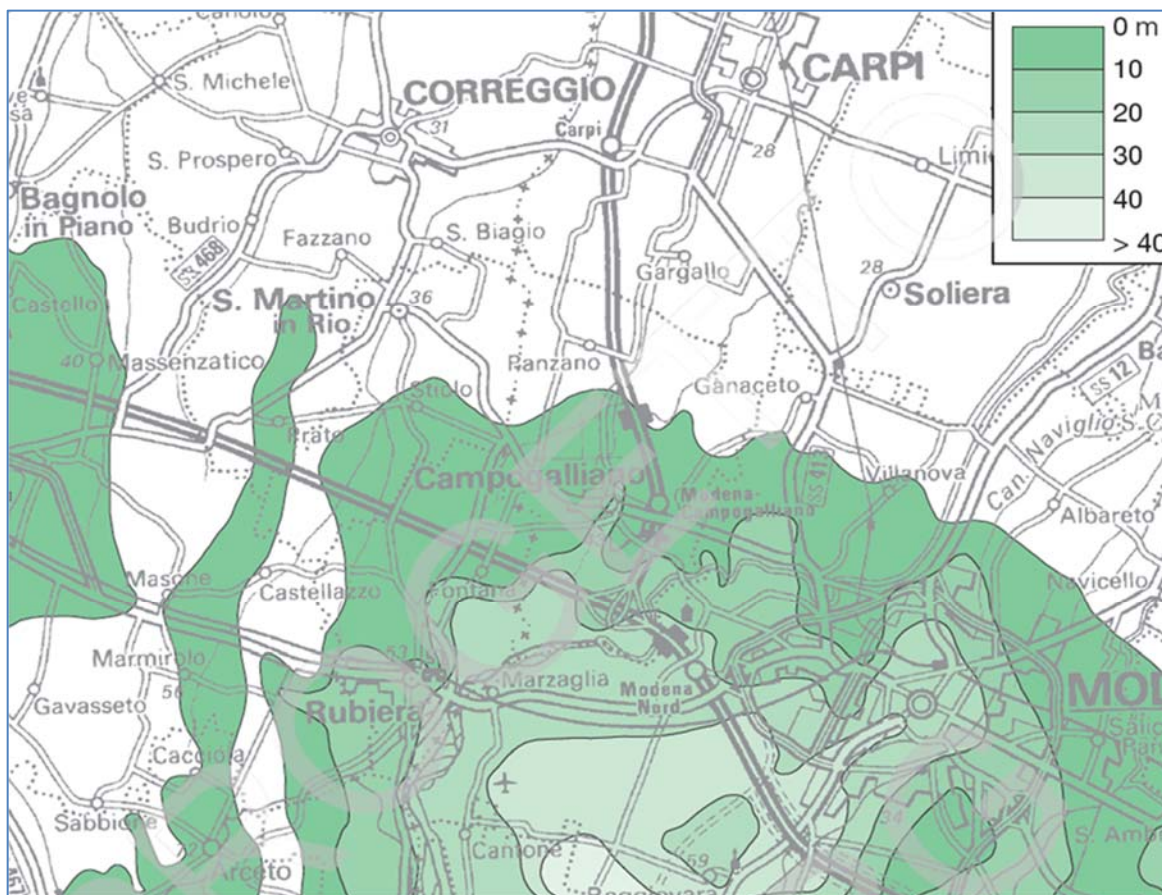 0 m
10
20
30
40
> 40
CARPI
S. Michele
CORREGGIO
31
Carpi
28
S. Prospero
Bagnolo
in Piano
Budrio
SS 468
Fazzano
S. Biagio
Gargallo
28
Soliera
S. Martino
in Rio
36
Castello
40
Massenzatico
Panzano
Ganaceto
SS 12
Can. Naviglio
Stiolo
Prato
Campogalliano
Modena-
Campogalliano
Villanova
Albareto
Masone
Castellazzo
Fontana
Navicello
Marmirolo
53
56
Gavasseto
Rubiera
Marzaglia
Modena
Nord
Cacciola
Sabbione
Arceto
Cantone
59
34
S. Amb